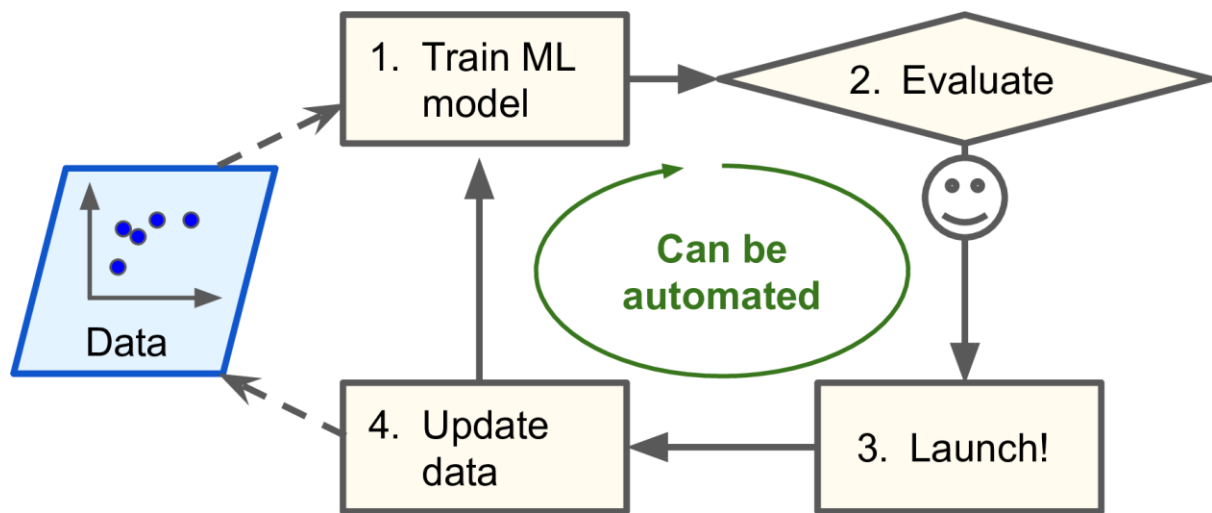 1. Train ML
model
2. Evaluate
Can be
automated
Data
4. Update
data
3. Launch!